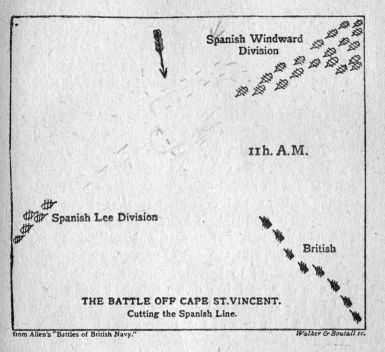 Spanish Windward
Division
11h. A.M.
Spanish Lee Division
British
THE BATTLE OFF CAPE ST.VINCENT.
Cutting the Spanish Line.
from Allen's "Battles of British Navy."
Walker & Boutall sc.